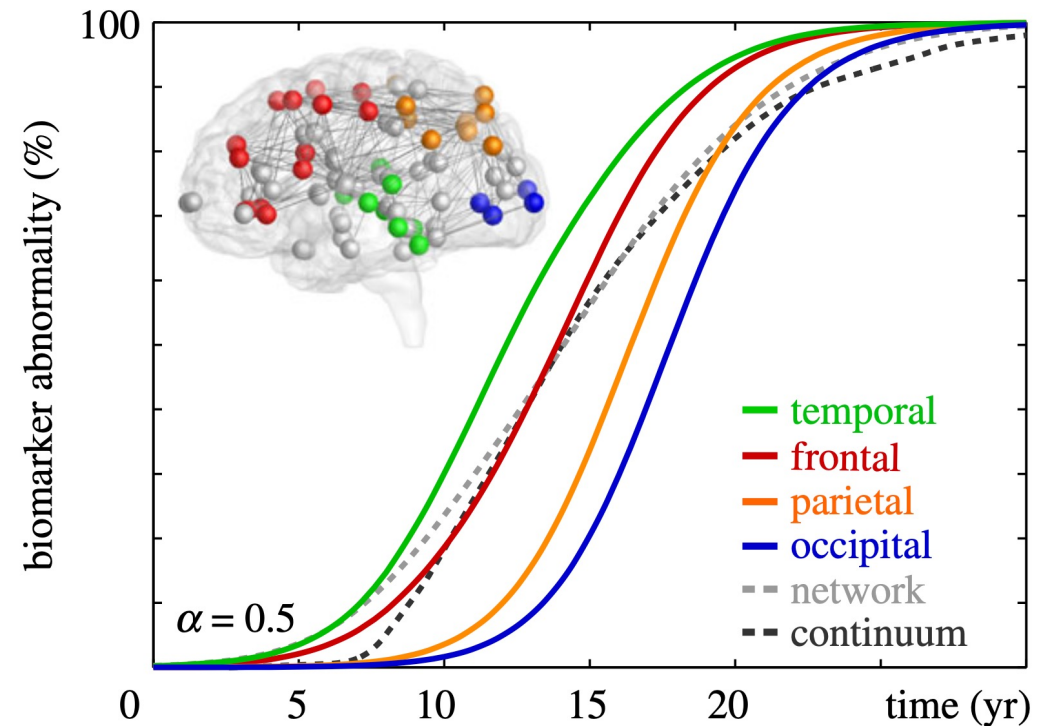 100
biomarker abnormality (%)
α = 0.5
temporal
frontal
parietal
occipital
network
continuum
0 5 10 15 20 time (yr)